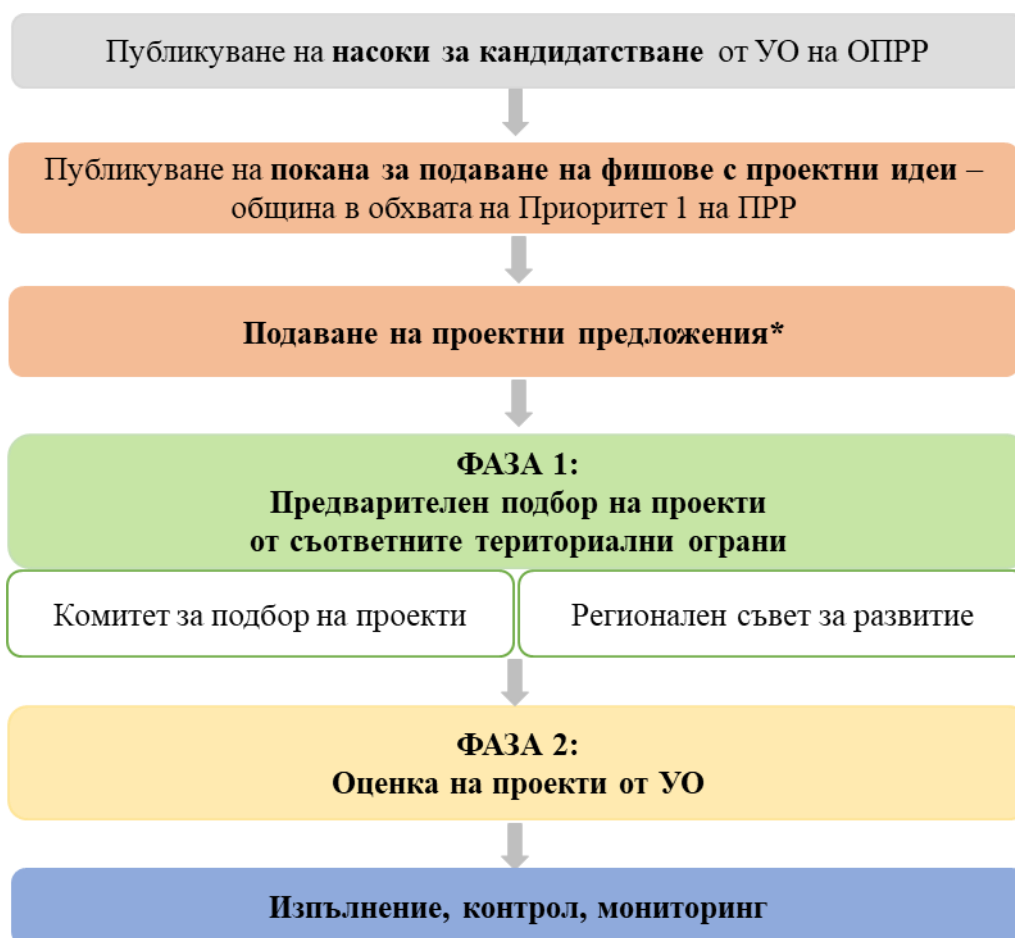 Публикуване на насоки за кандидатстване от УО на ОПРР
Публикуване на покана за подаване на фишове с проектни идеи –
община в обхвата на Приоритет 1 на ПРР
Подаване на проектни предложения*
ФАЗА 1:
Предварителен подбор на проекти
от съответните териториални ограни
Комитет за подбор на проекти
Регионален съвет за развитие
ФАЗА 2:
Оценка на проекти от УО
Изпълнение, контрол, мониторинг